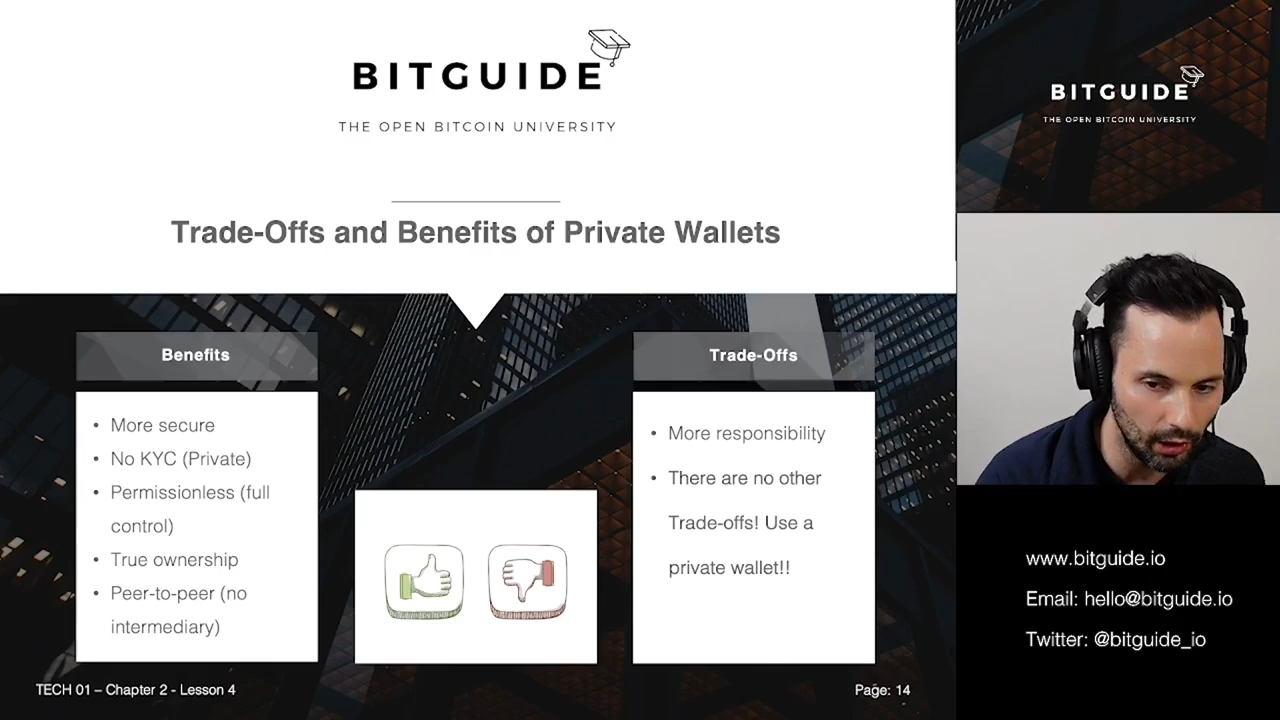 BITGUIDE
THE OPEN BITCOIN UNIVERSITY
Trade-Offs and Benefits of Private Wallets
Benefits
• More secure
• No KYC (Private)
• Permissionless (full
control)
• True ownership
• Peer-to-peer (no
intermediary)
Trade-Offs
• More responsibility
• There are no other
Trade-offs! Use a
private wallet!!
TECH 01 – Chapter 2 - Lesson 4
Page: 14
BITGUIDE
THE OPEN BITCOIN UNIVERSITY
www.bitguide.io
Email: hello@bitguide.io
Twitter: @bitguide_io